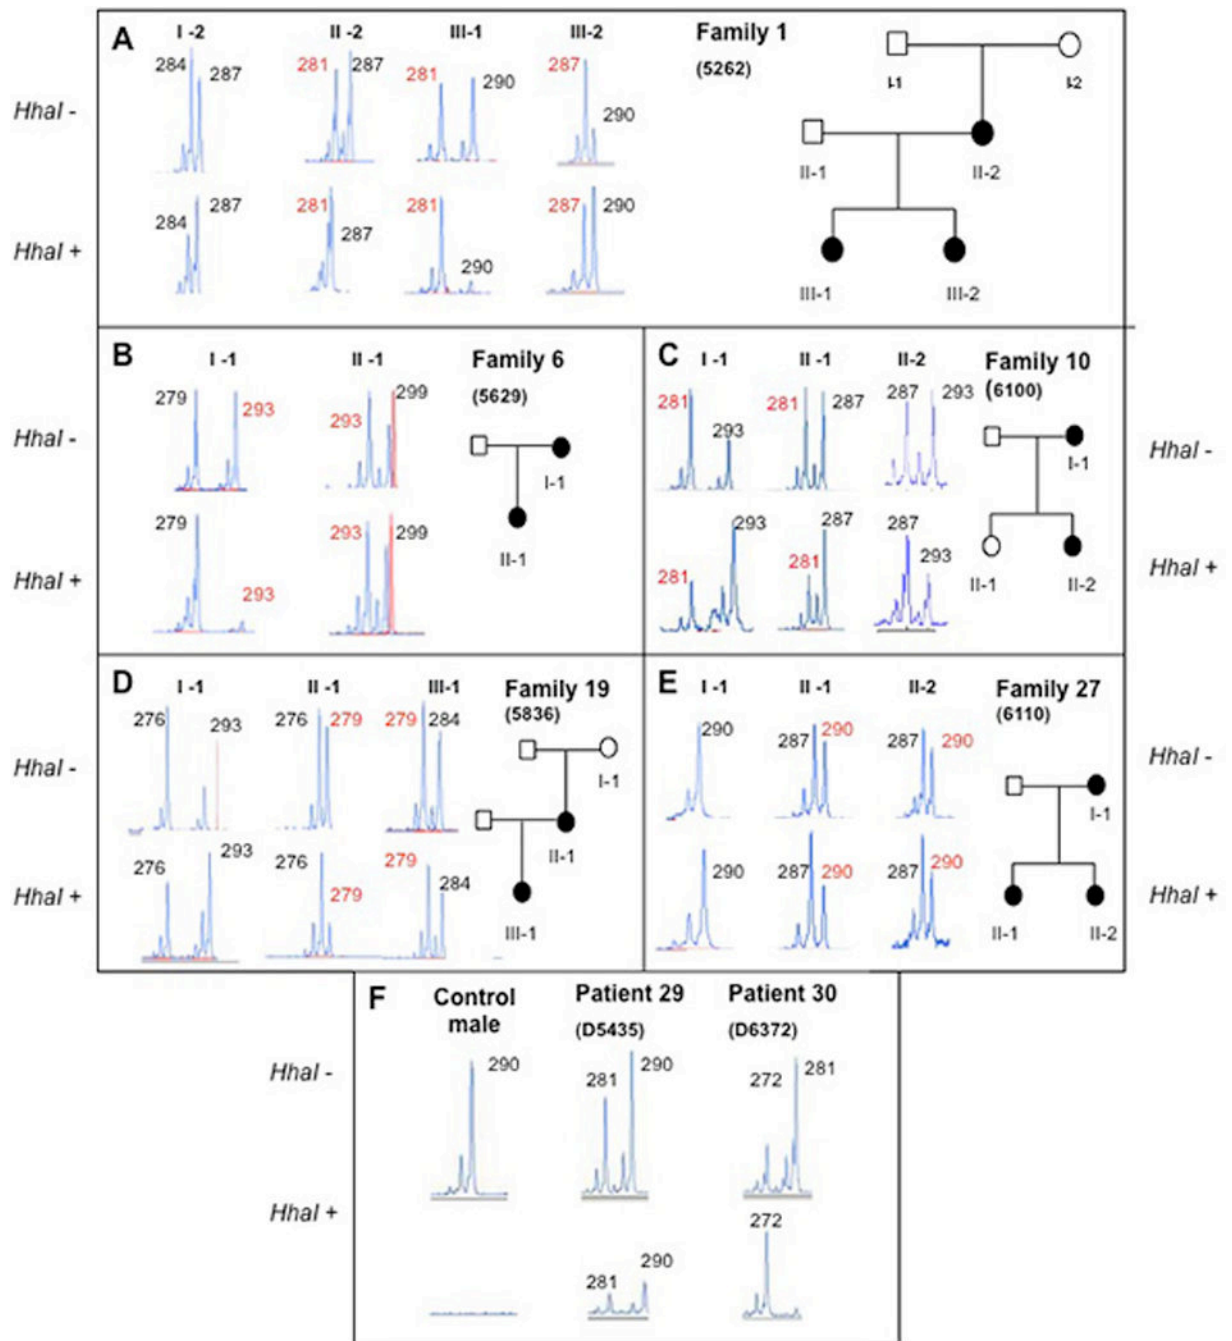 A
I -2 II -2 III-1 III-2
Family 1
(5262)
HhaI -
284 287 281 287 281 290 287 290
HhaI +
284 287 281 287 281 290 287 290
I-1 I-2
II-1 II-2
III-1 III-2
B
I -1 II -1
Family 6
(5629)
HhaI -
279 293 293 299
HhaI +
279 293 293 299
I-1
II-1
C
I -1 II -1 II-2
Family 10
(6100)
HhaI -
281 293 281 287 287 293
HhaI +
281 293 281 287 287 293
I-1
II-1 II-2
D
I -1 II -1 III-1
Family 19
(5836)
HhaI -
276 293 276 279 279 284
HhaI +
276 293 276 279 279 284
I-1
II-1
III-1
E
I -1 II -1 II-2
Family 27
(6110)
HhaI -
290 287 290 287 290
HhaI +
290 287 290 287 290
I-1
II-1 II-2
F
Control
male
Patient 29
(D5435)
Patient 30
(D6372)
HhaI -
290 281 290 272 281
HhaI +
281 290 272